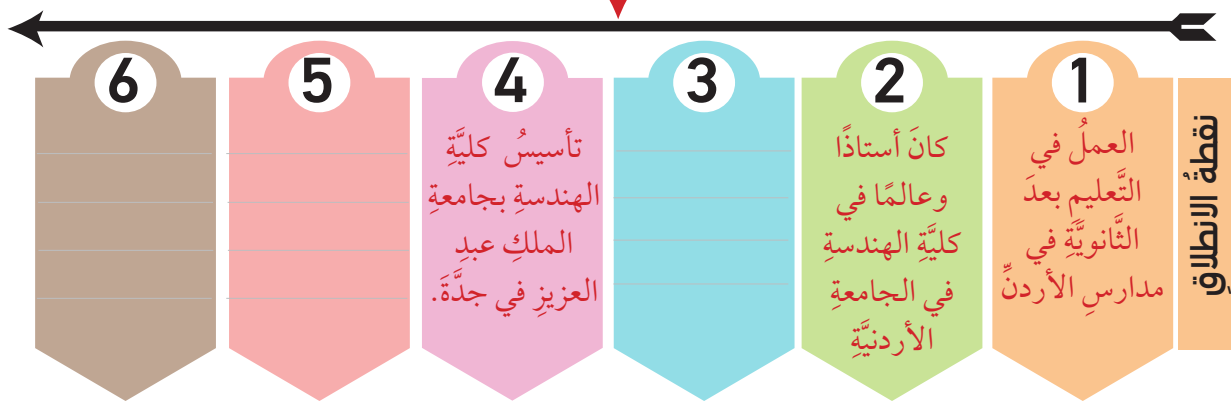 نقطةُ الانطلاقِ
1
العملُ في
التَّعليمِ بعدَ
الثَّانويَّةِ في
مدارسِ الأردنِّ
2
كانَ أستاذًا
وعالمًا في
كليَّةِ الهندسةِ
في الجامعةِ
الأردنيَّةِ
3
4
تأسيسُ كليَّةِ
الهندسةِ بجامعةِ
الملكِ عبدِ
العزيزِ في جدَّةَ.
5
6